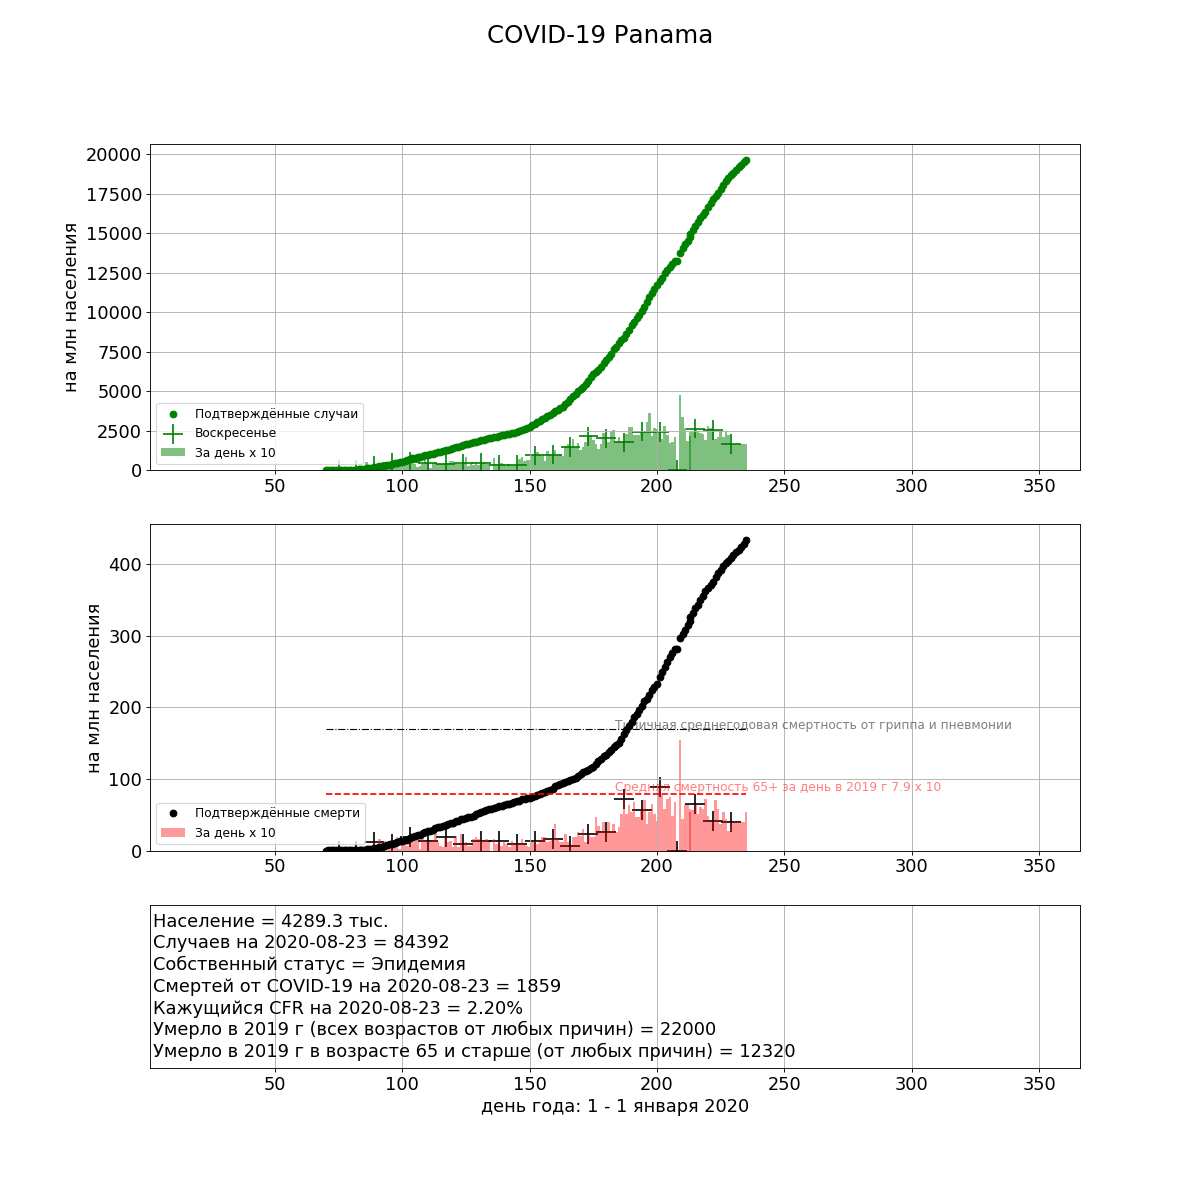 COVID-19 Panama
20000
17500
15000
12500
10000
7500
5000
2500
0
на млн населения
Подтверждённые случаи
Воскресенье
За день x 10
50 100 150 200 250 300 350
400
300
200
100
0
на млн населения
Типичная среднегодовая смертность от гриппа и пневмонии
Средняя смертность 65+ за день в 2019 г 7.9 x 10
Подтверждённые смерти
За день x 10
50 100 150 200 250 300 350
Население = 4289.3 тыс.
Случаев на 2020-08-23 = 84392
Собственный статус = Эпидемия
Смертей от COVID-19 на 2020-08-23 = 1859
Кажущийся CFR на 2020-08-23 = 2.20%
Умерло в 2019 г (всех возрастов от любых причин) = 22000
Умерло в 2019 г в возрасте 65 и старше (от любых причин) = 12320
50 100 150 200 250 300 350
день года: 1 - 1 января 2020